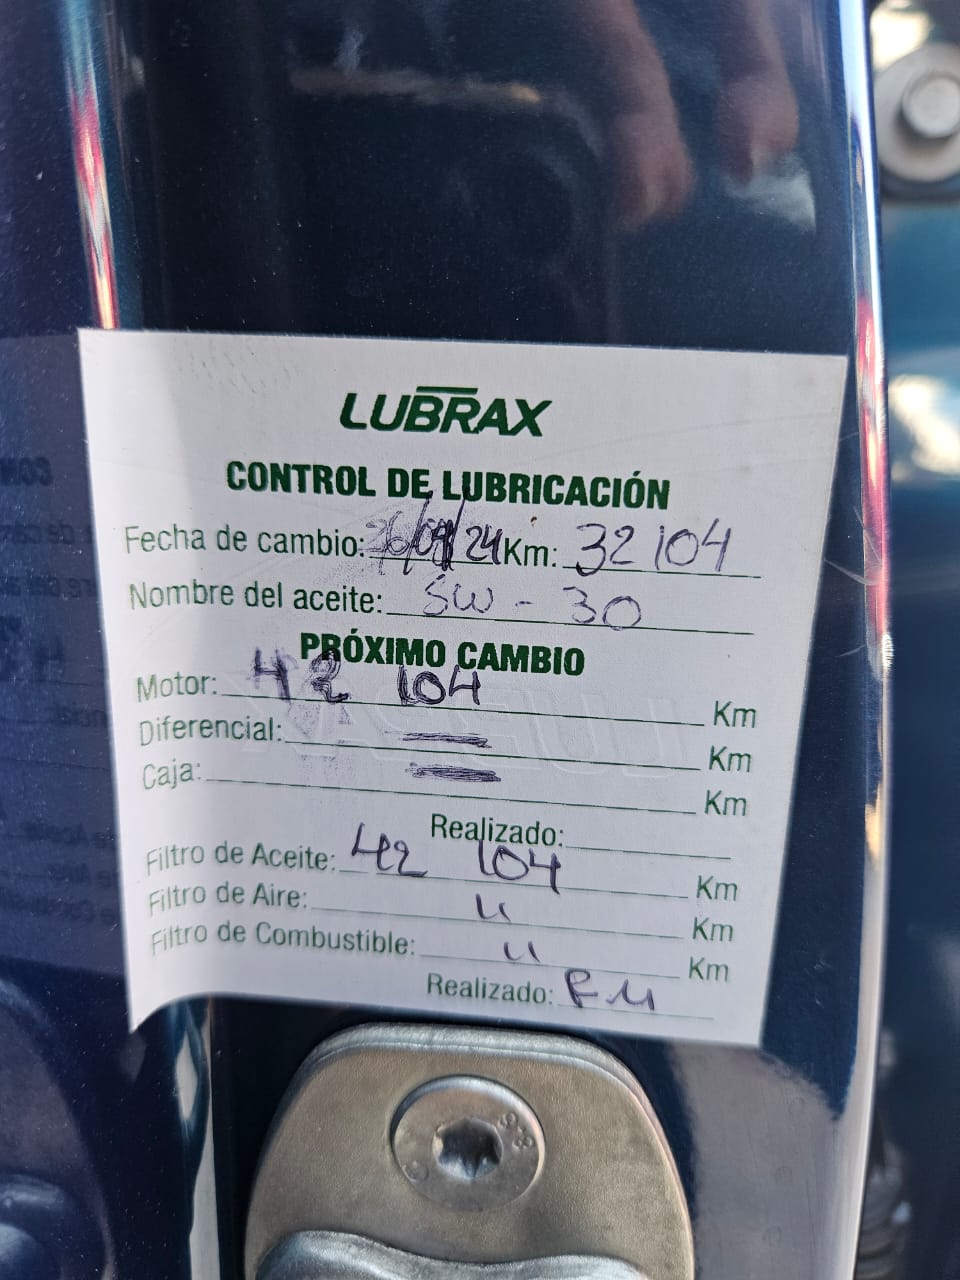 LUBRAX
CONTROL DE LUBRICACIÓN
Fecha de cambio: 26/09/24 Km: 32 104
Nombre del aceite: 5W - 30
PRÓXIMO CAMBIO
Motor: 42 104 Km
Diferencial: Km
Caja: Km
Realizado:
Filtro de Aceite: 42 104 Km
Filtro de Aire: " Km
Filtro de Combustible: " Km
Realizado: